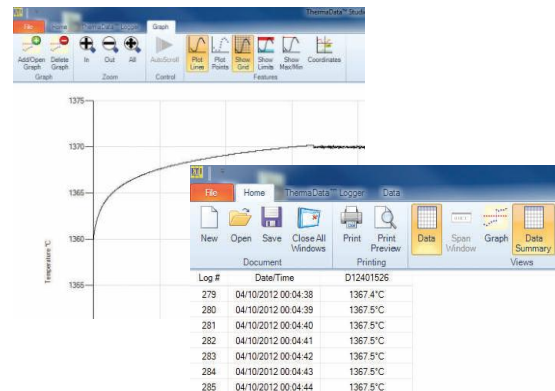 ThermaData™ Studio
File Home ThermaData™ Logger Graph
Add/Open Graph Delete Graph In Out All AutoScroll Plot Lines Plot Points Show Grid Show Limits Show Max/Min Coordinates
Graph Zoom Control Features
1375
1370
1365
1360
1355
Temperature °C
File Home ThermaData™ Logger Data
New Open Save Close All Windows Print Print Preview Data Span Window Graph Data Summary
Document Printing Views
Log # Date/Time D12401526
279 04/10/2012 00:04:38 1367.4°C
280 04/10/2012 00:04:39 1367.5°C
281 04/10/2012 00:04:40 1367.5°C
282 04/10/2012 00:04:41 1367.5°C
283 04/10/2012 00:04:42 1367.5°C
284 04/10/2012 00:04:43 1367.5°C
285 04/10/2012 00:04:44 1367.5°C